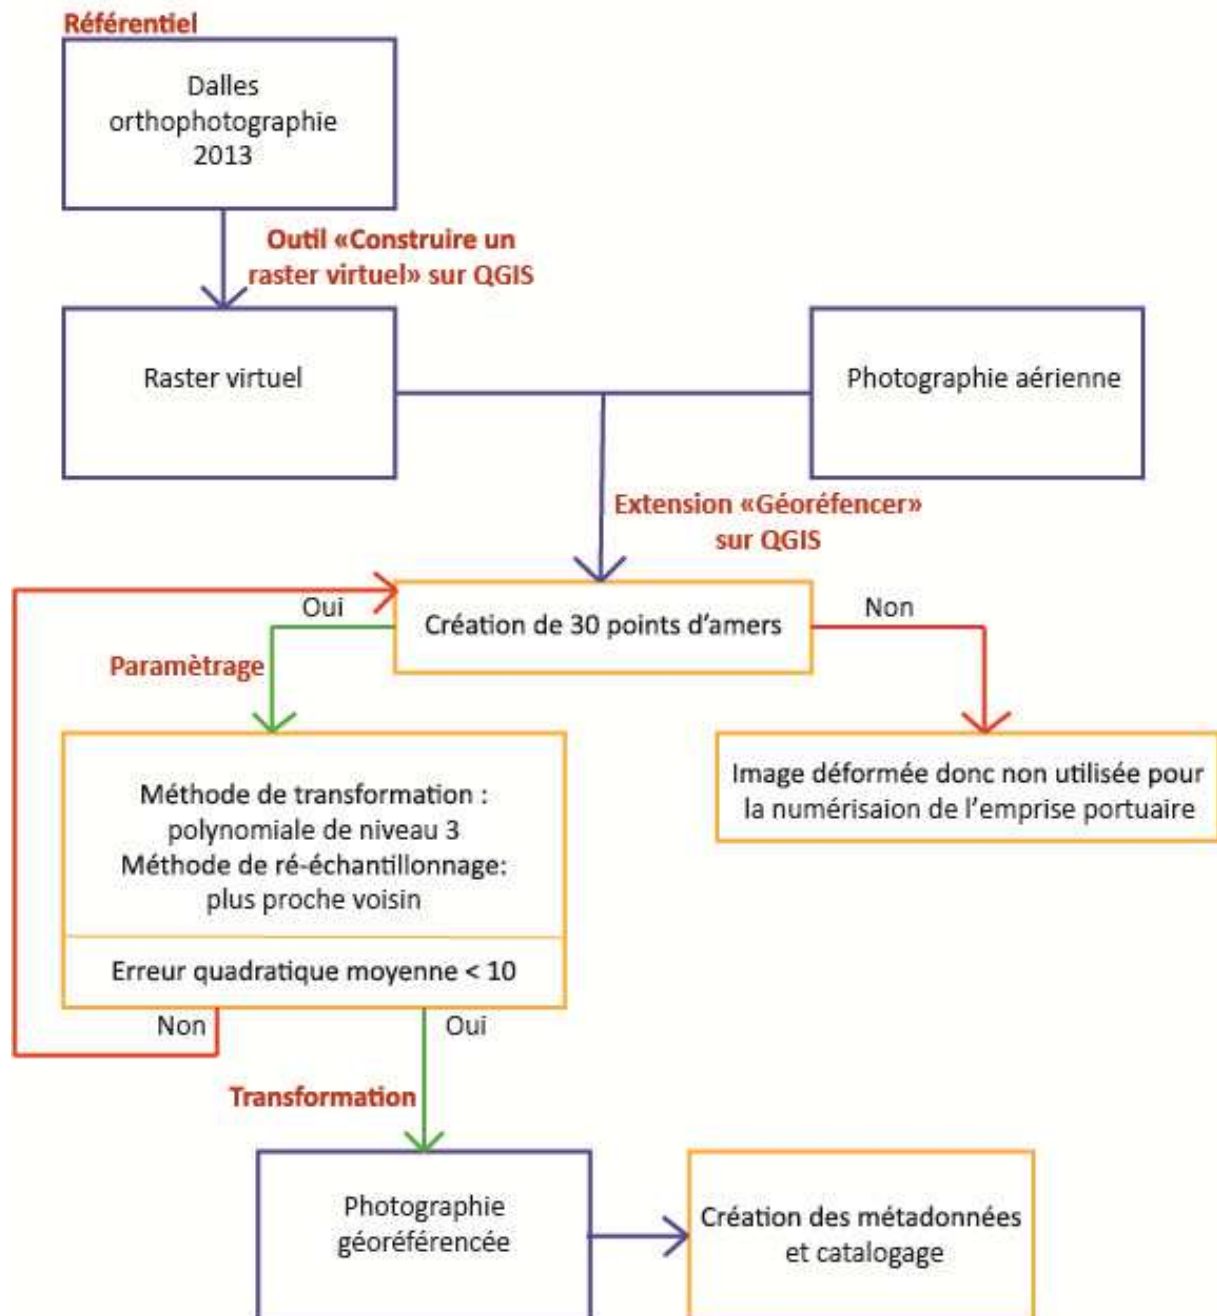 Référentiel
Dalles
orthophotographie
2013
Outil «Construire un
raster virtuel» sur QGIS
Raster virtuel
Photographie aérienne
Extension «Géoréfencer»
sur QGIS
Oui
Création de 30 points d'amers
Non
Paramètrage
Méthode de transformation :
polynomiale de niveau 3
Méthode de ré-échantillonnage:
plus proche voisin
Image déformée donc non utilisée pour
la numérisaion de l'emprise portuaire
Erreur quadratique moyenne < 10
Non
Oui
Transformation
Photographie
géoréférencée
Création des métadonnées
et catalogage